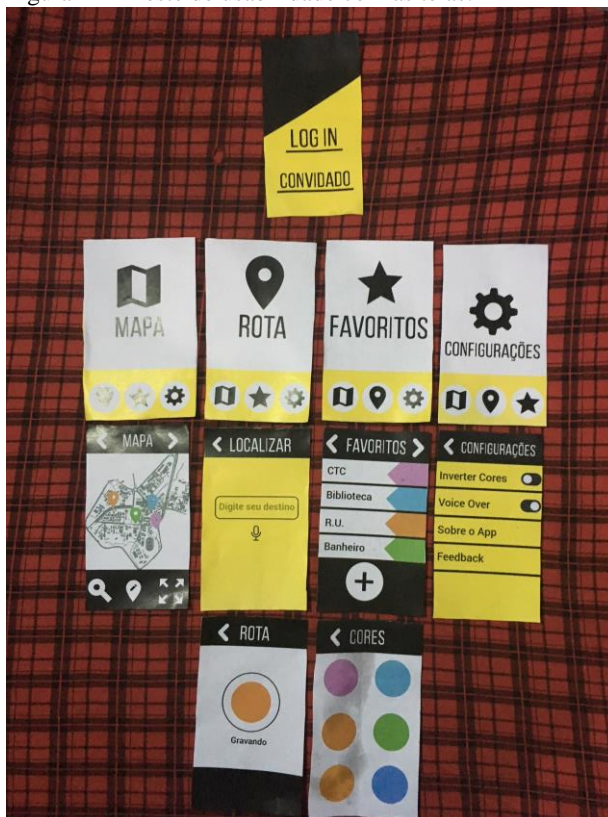 LOG IN
CONVIDADO
MAPA
ROTA
FAVORITOS
CONFIGURAÇÕES
MAPA
LOCALIZAR
Digite seu destino
FAVORITOS
CTC
Biblioteca
R.U.
Banheiro
CONFIGURAÇÕES
Inverter Cores
Voice Over
Sobre o App
Feedback
ROTA
Gravando
CORES